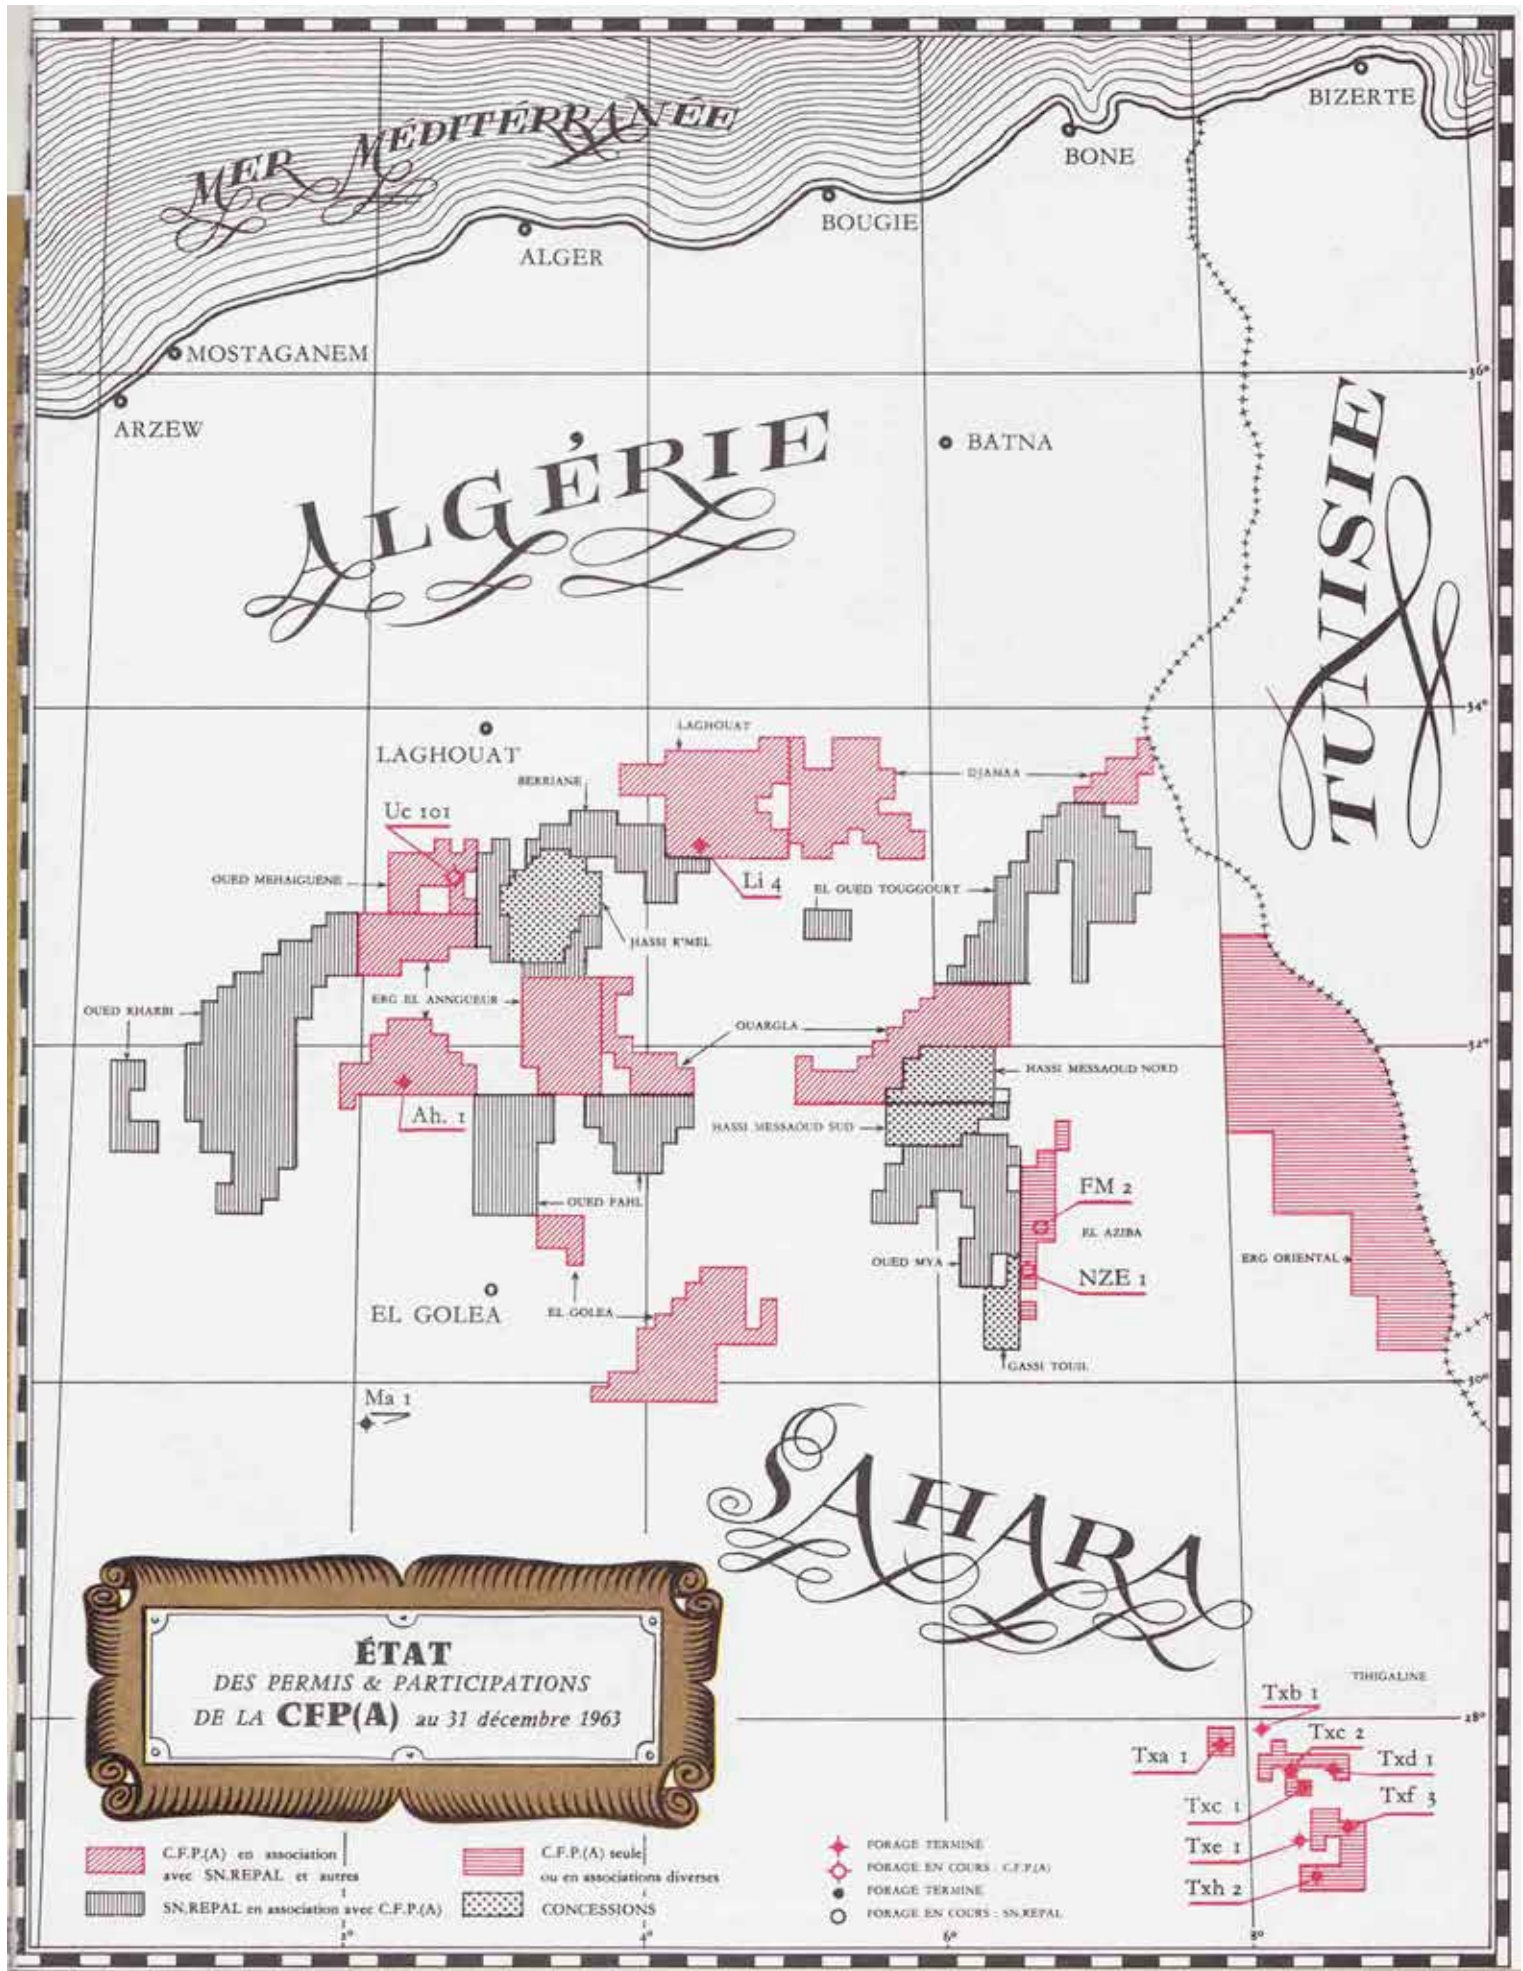 MER MÉDITÉRRANÉE
BIZERTE
BONE
BOUGIE
ALGER
MOSTAGANEM
36°
ARZEW
BATNA
ALGÉRIE
TUNISIE
34°
LAGHOUAT
LAGHOUAT
DJAMAA
BERRIANE
Uc 101
OUED MEHAIGUENE
Li 4
EL OUED TOUGGOURT
HASSI R'MEL
ERG EL ANNGUEUR
OUED KHARBI
OUARGLA
32°
HASSI MESSAOUD NORD
Ah. 1
HASSI MESSAOUD SUD
FM 2
OUED FAHL
EL AZIBA
OUED MYA
ERG ORIENTAL
NZE 1
EL GOLEA
EL GOLEA
GASSI TOUIL
30°
Ma 1
SAHARA
ÉTAT
DES PERMIS & PARTICIPATIONS
DE LA CFP(A) au 31 décembre 1963
TIHIGALINE
Txb 1
28°
Txa 1
Txc 2
Txd 1
Txc 1
Txf 3
Txe 1
Txh 2
C.F.P.(A) en association
avec SN.REPAL et autres
SN.REPAL en association avec C.F.P.(A)
C.F.P.(A) seule
ou en associations diverses
CONCESSIONS
FORAGE TERMINE
FORAGE EN COURS : C.F.P.(A)
FORAGE TERMINE
FORAGE EN COURS : SN.REPAL
2°
4°
6°
8°